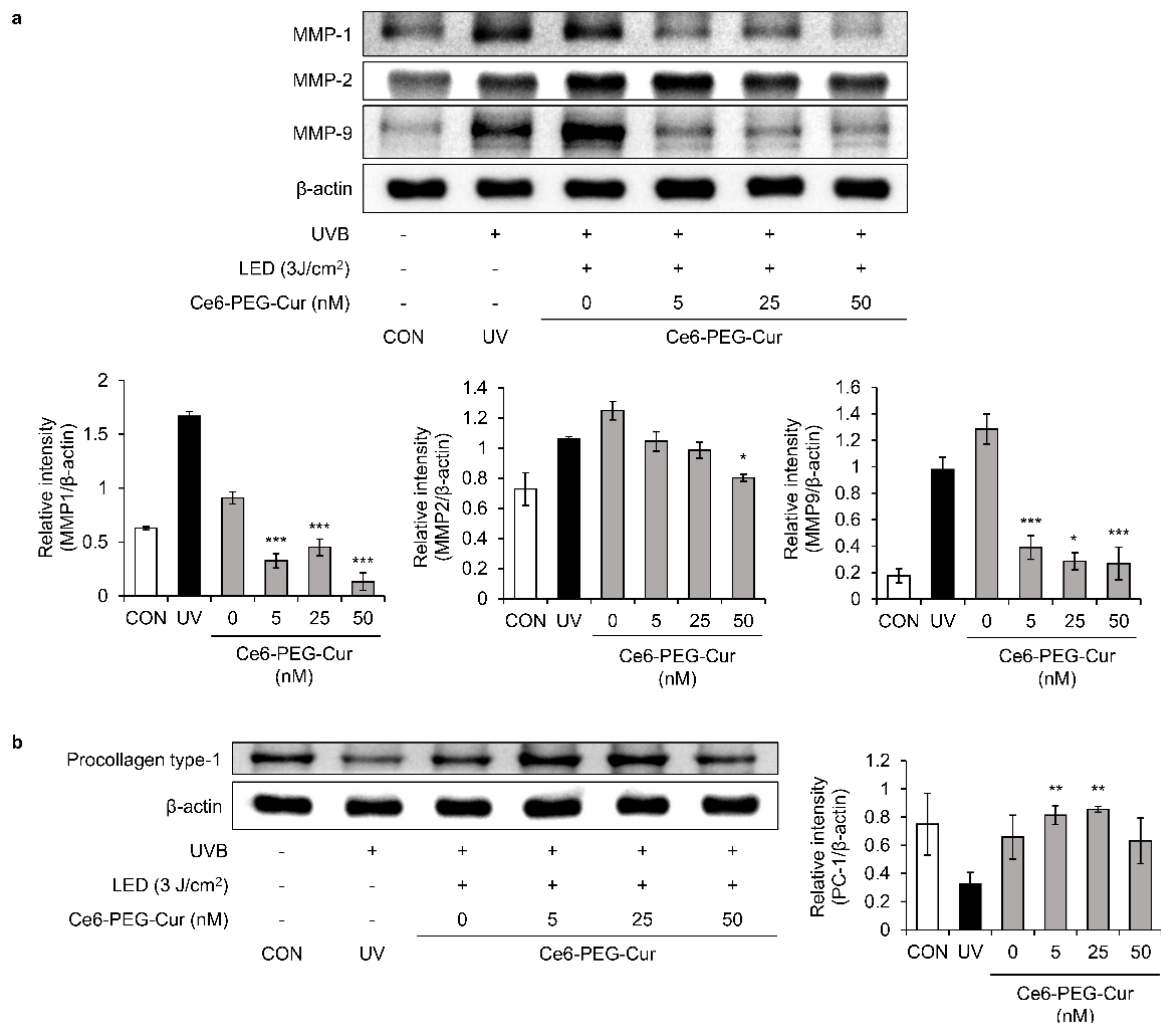 a
MMP-1
MMP-2
MMP-9
β-actin
UVB - + + + + +
LED (3J/cm²) - - + + + +
Ce6-PEG-Cur (nM) - - 0 5 25 50
CON UV Ce6-PEG-Cur
Relative intensity
(MMP1/β-actin)
2
1.5
1
0.5
0
***
***
***
CON UV 0 5 25 50
Ce6-PEG-Cur
(nM)
Relative intensity
(MMP2/β-actin)
1.4
1.2
1
0.8
0.6
0.4
0.2
0
*
CON UV 0 5 25 50
Ce6-PEG-Cur
(nM)
Relative intensity
(MMP9/β-actin)
1.6
1.4
1.2
1
0.8
0.6
0.4
0.2
0
***
*
***
CON UV 0 5 25 50
Ce6-PEG-Cur
(nM)
b
Procollagen type-1
β-actin
UVB - + + + + +
LED (3 J/cm²) - - + + + +
Ce6-PEG-Cur (nM) - - 0 5 25 50
CON UV Ce6-PEG-Cur
Relative intensity
(PC-1/β-actin)
1.2
1
0.8
0.6
0.4
0.2
0
**
**
CON UV 0 5 25 50
Ce6-PEG-Cur
(nM)